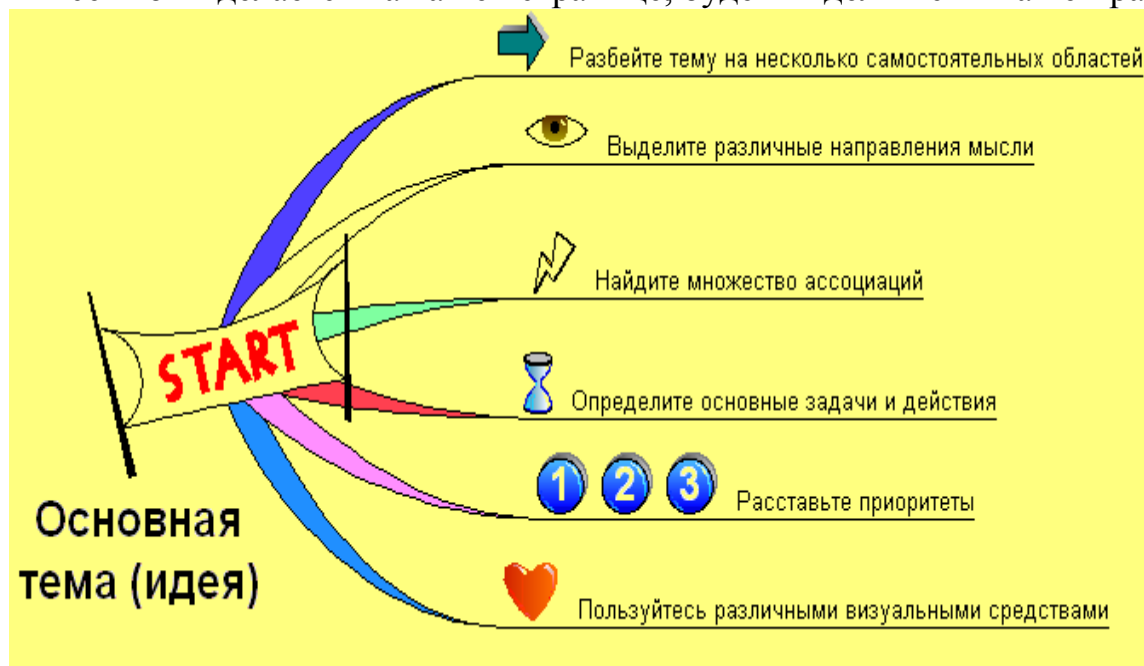 Разбейте тему на несколько самостоятельных областей
Выделите различные направления мысли
Найдите множество ассоциаций
START
Определите основные задачи и действия
1 2 3 Расставьте приоритеты
Основная
тема (идея)
Пользуйтесь различными визуальными средствами